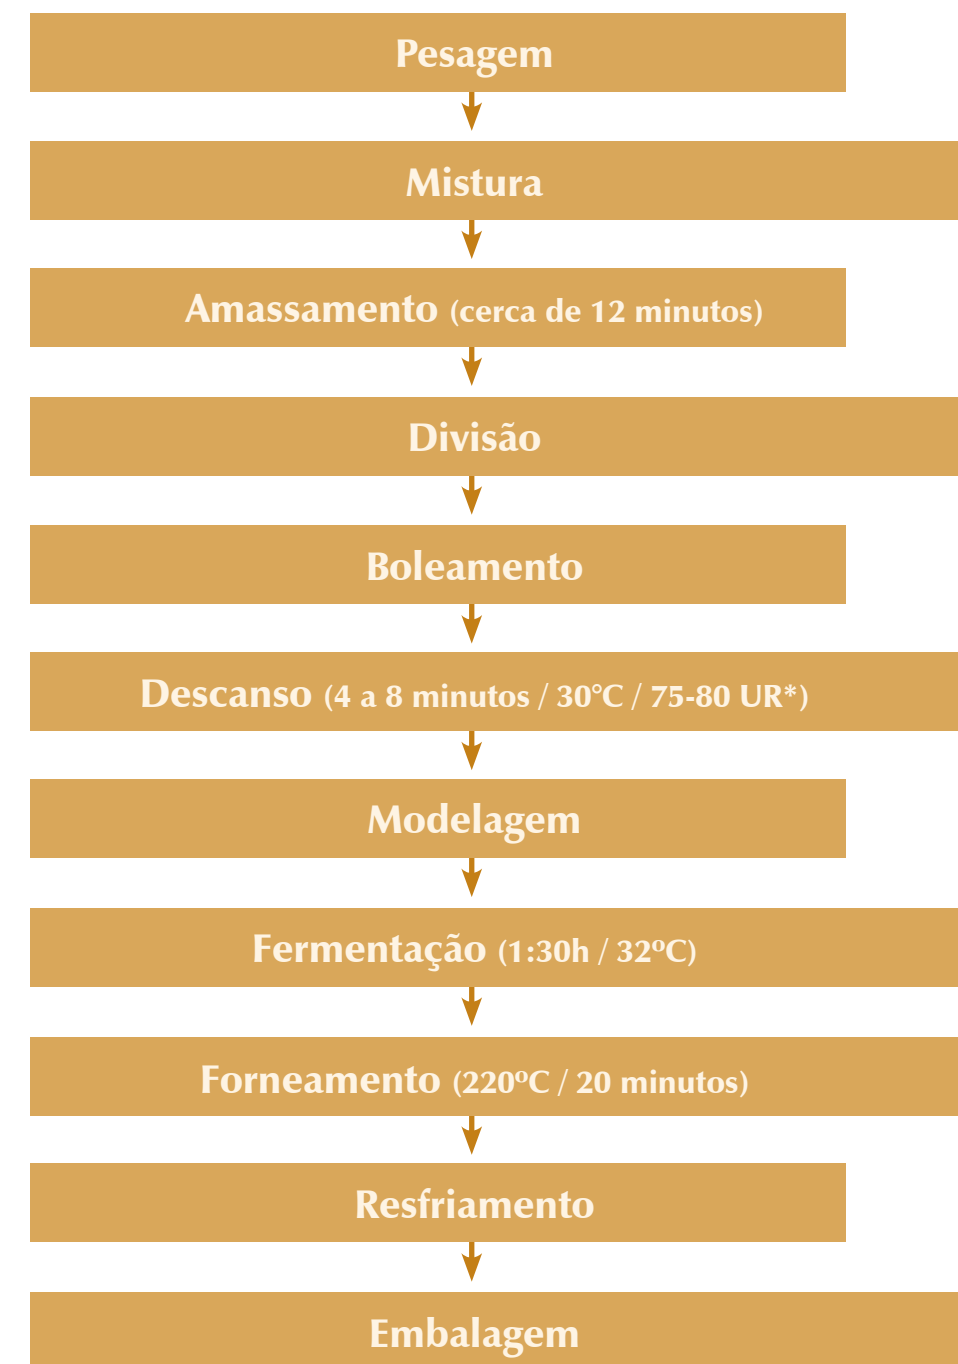 Pesagem
Mistura
Amassamento (cerca de 12 minutos)
Divisão
Boleamento
Descanso (4 a 8 minutos / 30°C / 75-80 UR*)
Modelagem
Fermentação (1:30h / 32ºC)
Forneamento (220ºC / 20 minutos)
Resfriamento
Embalagem